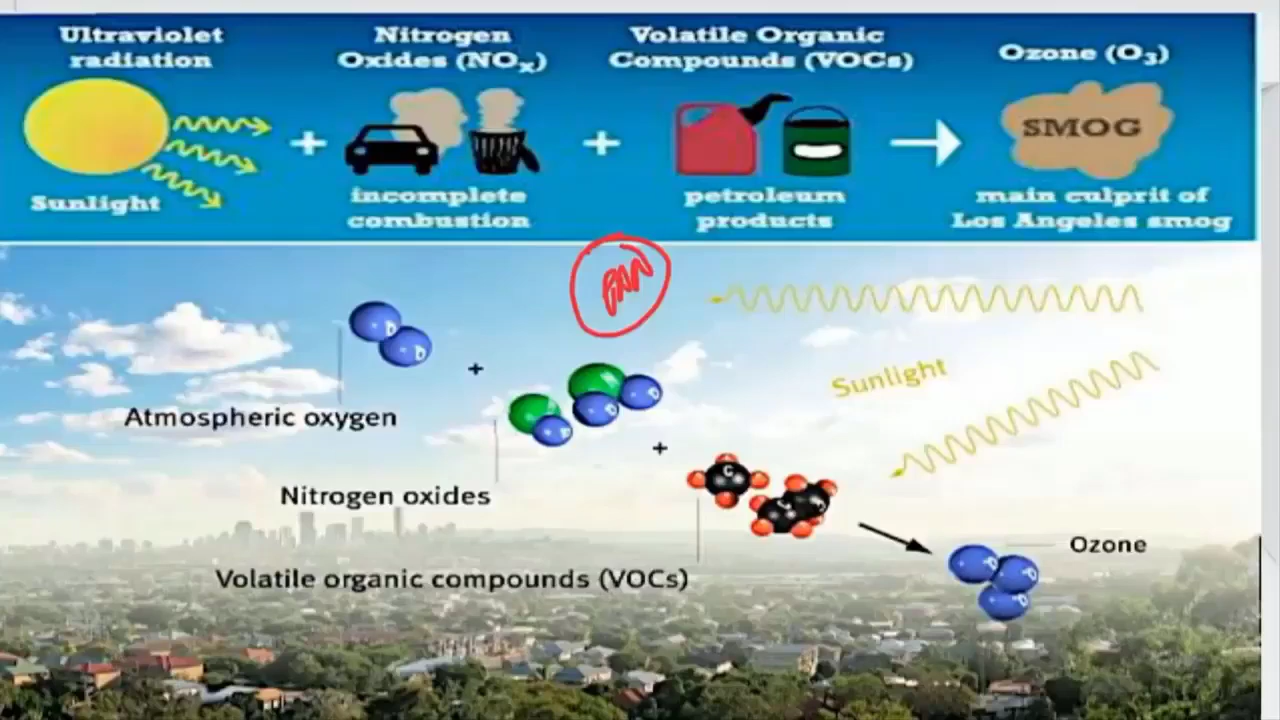 Ultraviolet
radiation
Sunlight
+
Nitrogen
Oxides (NOx)
incomplete
combustion
+
Volatile Organic
Compounds (VOCs)
petroleum
products
Ozone (O3)
SMOG
main culprit of
Los Angeles smog
Atmospheric oxygen
+
Nitrogen oxides
+
Sunlight
C
Volatile organic compounds (VOCs)
Ozone